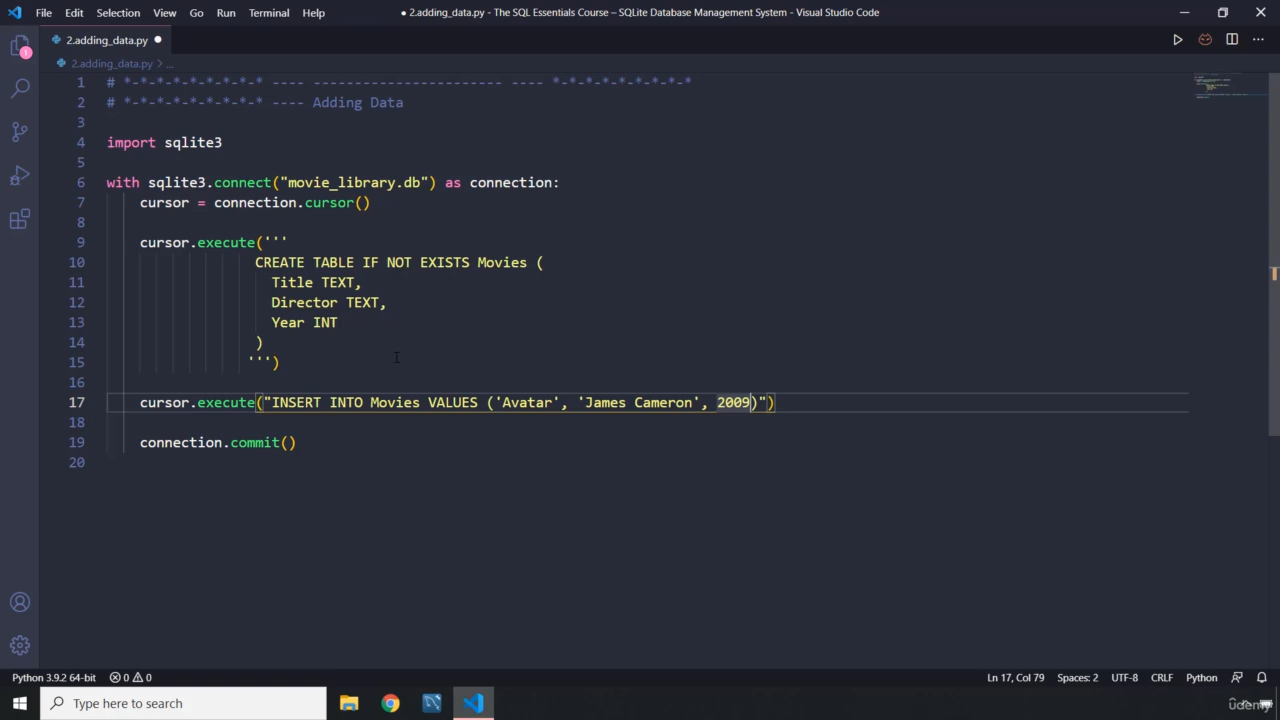 File Edit Selection View Go Run Terminal Help
● 2.adding_data.py - The SQL Essentials Course – SQLite Database Management System - Visual Studio Code
2.adding_data.py ●
2.adding_data.py > ...
1
1 # *-*-*-*-*-*-*-*-* ---- ----------------------- ---- *-*-*-*-*-*-*-*-*
2 # *-*-*-*-*-*-*-*-* ---- Adding Data
3
4 import sqlite3
5
6 with sqlite3.connect("movie_library.db") as connection:
7 cursor = connection.cursor()
8
9 cursor.execute('''
10 CREATE TABLE IF NOT EXISTS Movies (
11 Title TEXT,
12 Director TEXT,
13 Year INT
14 )
15 ''')
16
17 cursor.execute("INSERT INTO Movies VALUES ('Avatar', 'James Cameron', 2009)")
18
19 connection.commit()
20
Python 3.9.2 64-bit 0 0 Ln 17, Col 79 Spaces: 2 UTF-8 CRLF Python
Type here to search
udemy